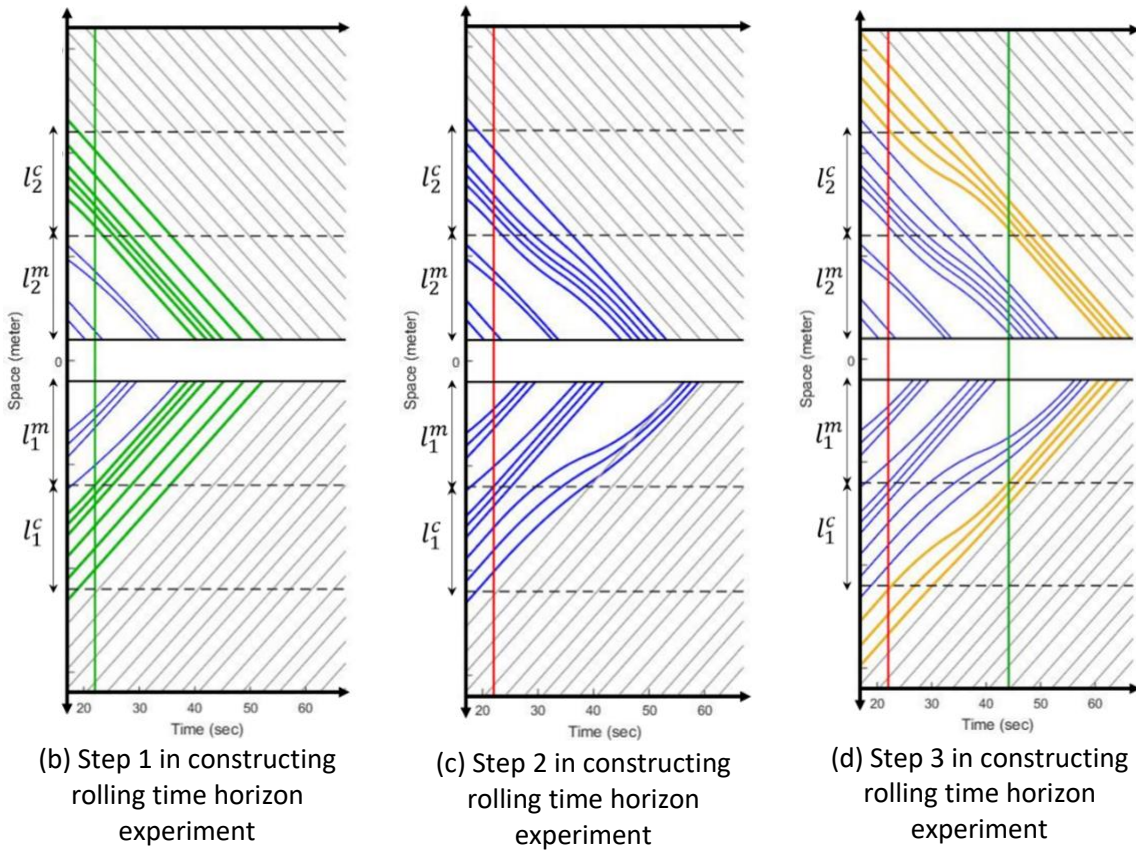 l_2^c
l_2^m
Space (meter)
0
l_1^m
l_1^c
20 30 40 50 60
Time (sec)
(b) Step 1 in constructing
rolling time horizon
experiment
l_2^c
l_2^m
Space (meter)
0
l_1^m
l_1^c
20 30 40 50 60
Time (sec)
(c) Step 2 in constructing
rolling time horizon
experiment
l_2^c
l_2^m
Space (meter)
0
l_1^m
l_1^c
20 30 40 50 60
Time (sec)
(d) Step 3 in constructing
rolling time horizon
experiment